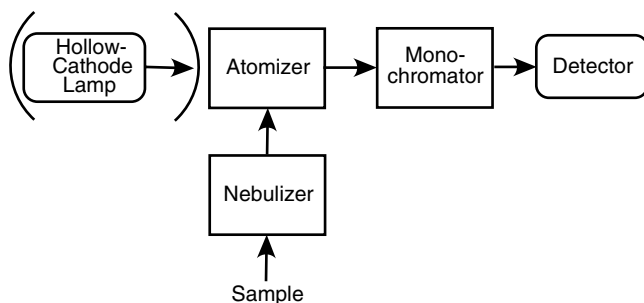 Hollow-
Cathode
Lamp
Atomizer
Mono-
chromator
Detector
Nebulizer
Sample